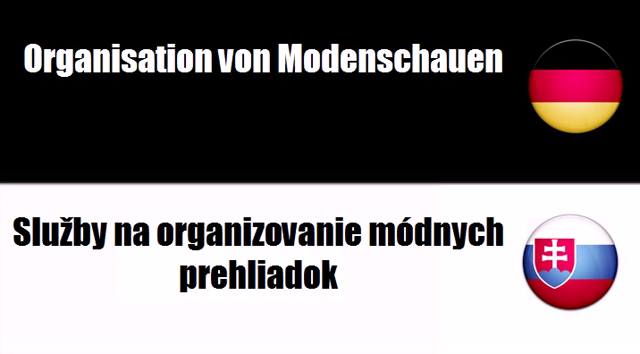 Organisation von Modenschauen
Služby na organizovanie módnych
prehliadok